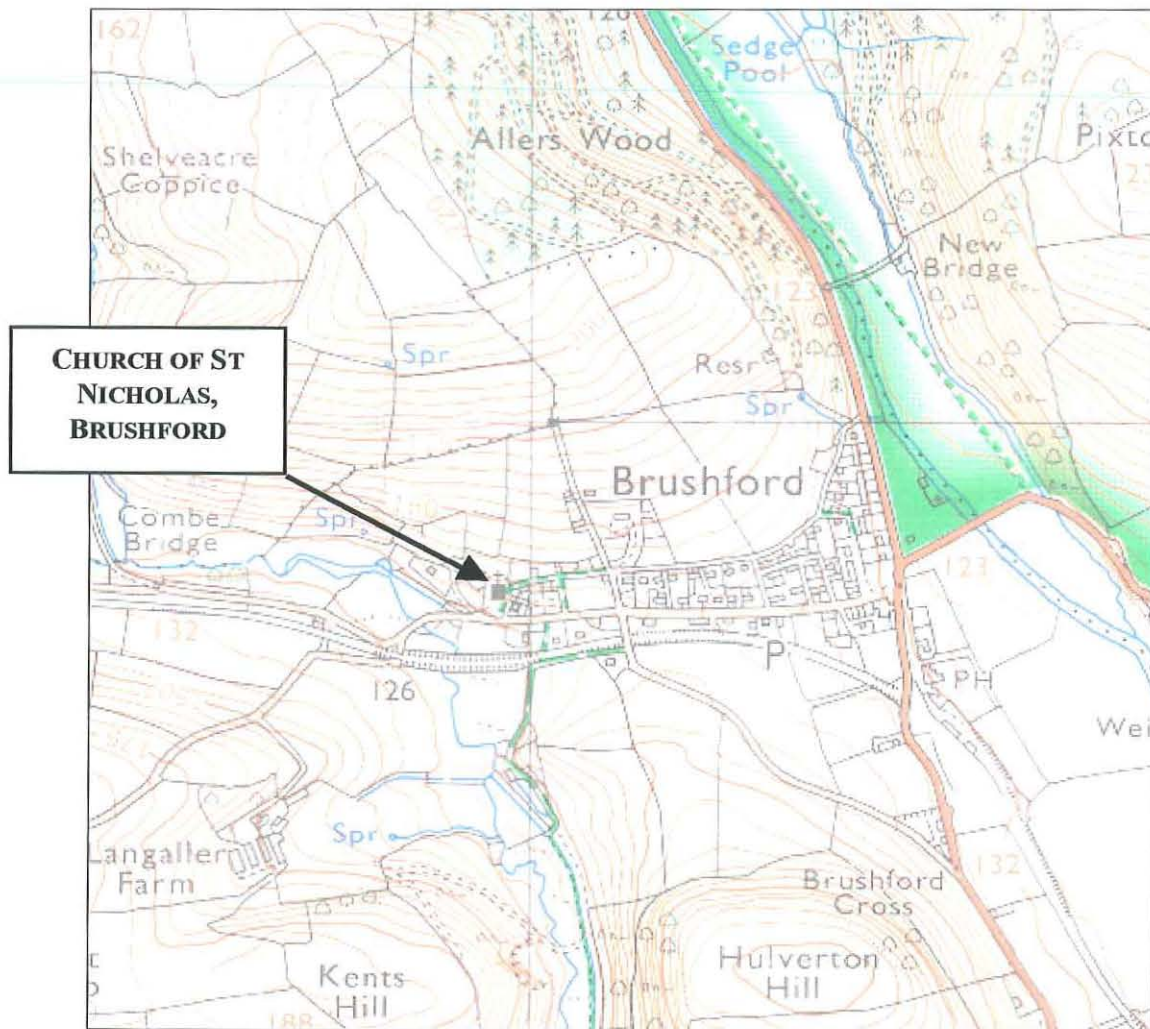 162
126
Sedge
Pool
Allers Wood
Pixto
Shelveacre
Coppice
New
Bridge
123
CHURCH OF ST
NICHOLAS,
BRUSHFORD
Spr
Resr
Spr
Brushford
Combe
Bridge
Spr
123
132
P
126
PH
Wei
Spr
Langaller
Farm
132
Brushford
Cross
Hulverton
Hill
Kents
Hill
188